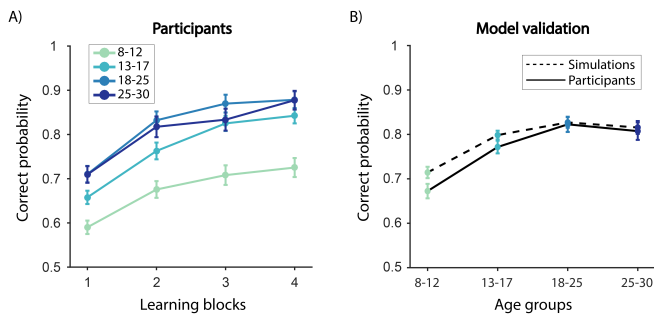 A)
Participants
Correct probability
1
0.9
0.8
0.7
0.6
0.5
8-12
13-17
18-25
25-30
1 2 3 4
Learning blocks
B)
Model validation
Correct probability
1
0.9
0.8
0.7
0.6
0.5
Simulations
Participants
8-12 13-17 18-25 25-30
Age groups